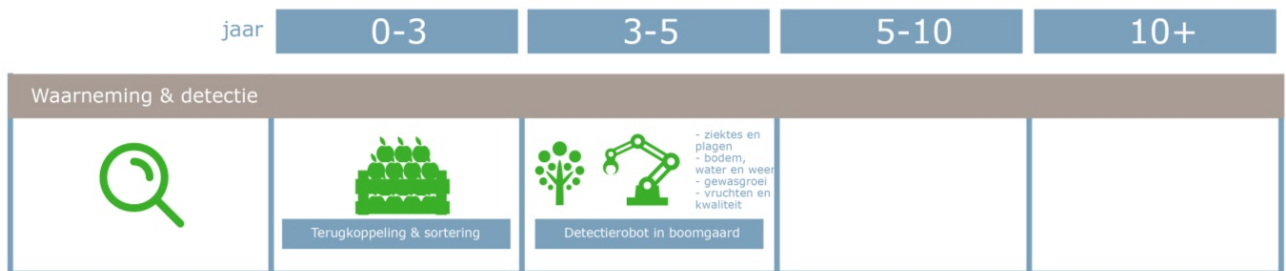 jaar 0-3 3-5 5-10 10+
Waarneming & detectie
- ziektes en
plagen
- bodem,
water en weer
- gewasgroei
- vruchten en
kwaliteit
Terugkoppeling & sortering
Detectierobot in boomgaard